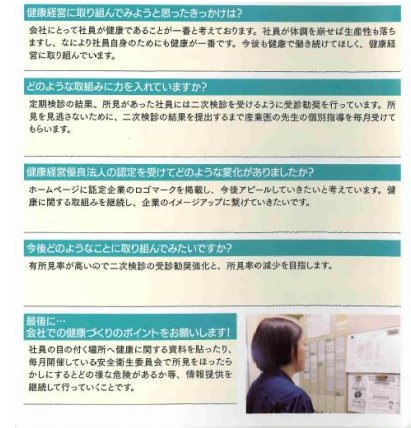 健康経営に取り組んでみようと思ったきっかけは?
会社にとって社員が健康であることが一番と考えております。社員が体調を崩せば生産性も落ち
ますし、なにより社員自身のためにも健康が一番です。今後も健康で働き続けてほしく、健康経
営に取り組んでいます。
どのような取組みに力を入れていますか?
定期検診の結果、所見があった社員には二次検診を受けるように受診勧奨を行っています。所
見を見逃さないために、二次検診の結果を提出するまで産業医の先生の個別指導を毎月受けて
もらいます。
健康経営優良法人の認定を受けてどのような変化がありましたか?
ホームページに認定企業のロゴマークを掲載し、今後アピールしていきたいと考えています。健
康に関する取組みを継続し、企業のイメージアップに繋げていきたいです。
今後どのようなことに取り組んでみたいですか?
有所見率が高いので二次検診の受診勧奨強化と、所見率の減少を目指します。
最後に…
会社での健康づくりのポイントをお願いします!
社員の目の付く場所へ健康に関する資料を貼ったり、
毎月開催している安全衛生委員会で所見をほったら
かしにするとどの様な危険があるか等、情報提供を
継続して行っていくことです。